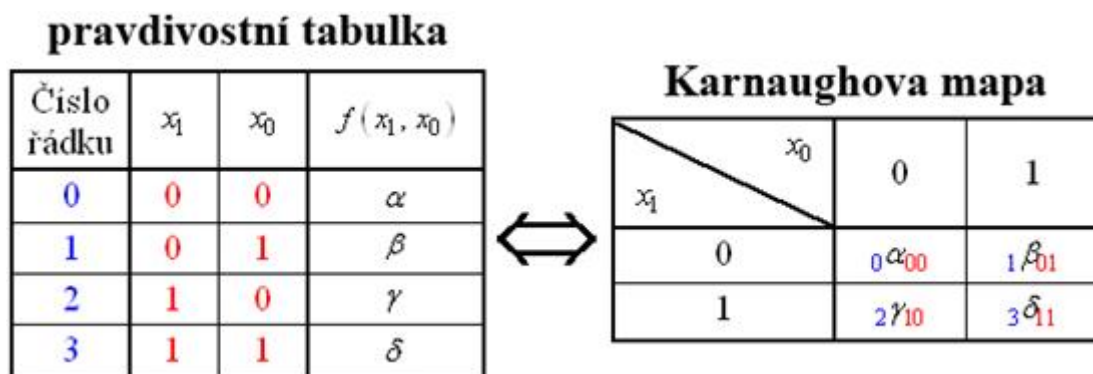 pravdivostní tabulka
Číslo řádku x₁ x₀ f(x₁, x₀)
0 0 0 α
1 0 1 β
2 1 0 γ
3 1 1 δ
⇔
Karnaughova mapa
x₀ 0 1
x₁
0 ₀α₀₀ ₁β₀₁
1 ₂γ₁₀ ₃δ₁₁